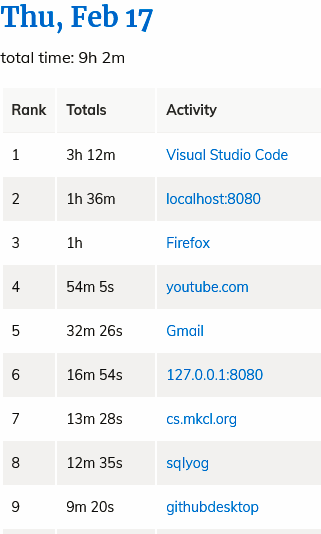 Thu, Feb 17
total time: 9h 2m
Rank Totals Activity
1 3h 12m Visual Studio Code
2 1h 36m localhost:8080
3 1h Firefox
4 54m 5s youtube.com
5 32m 26s Gmail
6 16m 54s 127.0.0.1:8080
7 13m 28s cs.mkcl.org
8 12m 35s sqlyog
9 9m 20s githubdesktop